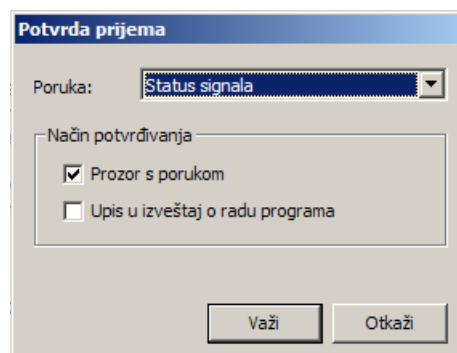 Potvrda prijema
Poruka: Status signala
Način potvrđivanja
Prozor s porukom
Upis u izveštaj o radu programa
Važi Otkaži